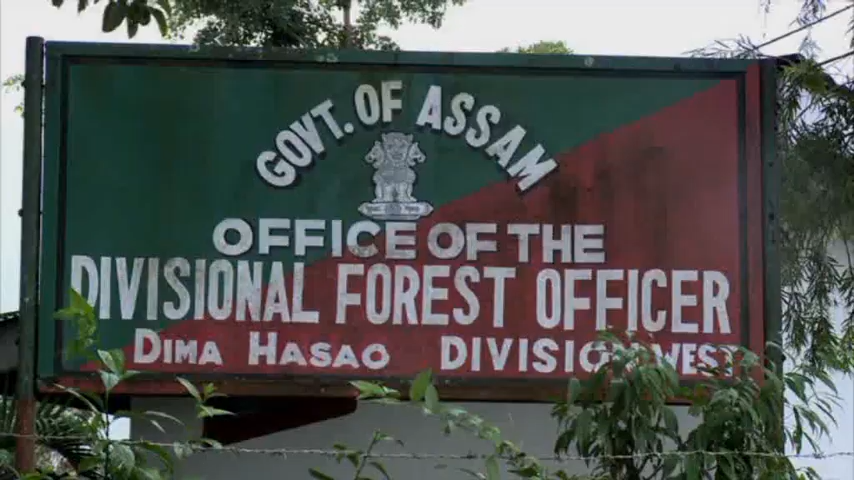 GOVT. OF ASSAM
OFFICE OF THE
DIVISIONAL FOREST OFFICER
DIMA HASAO DIVISION WEST